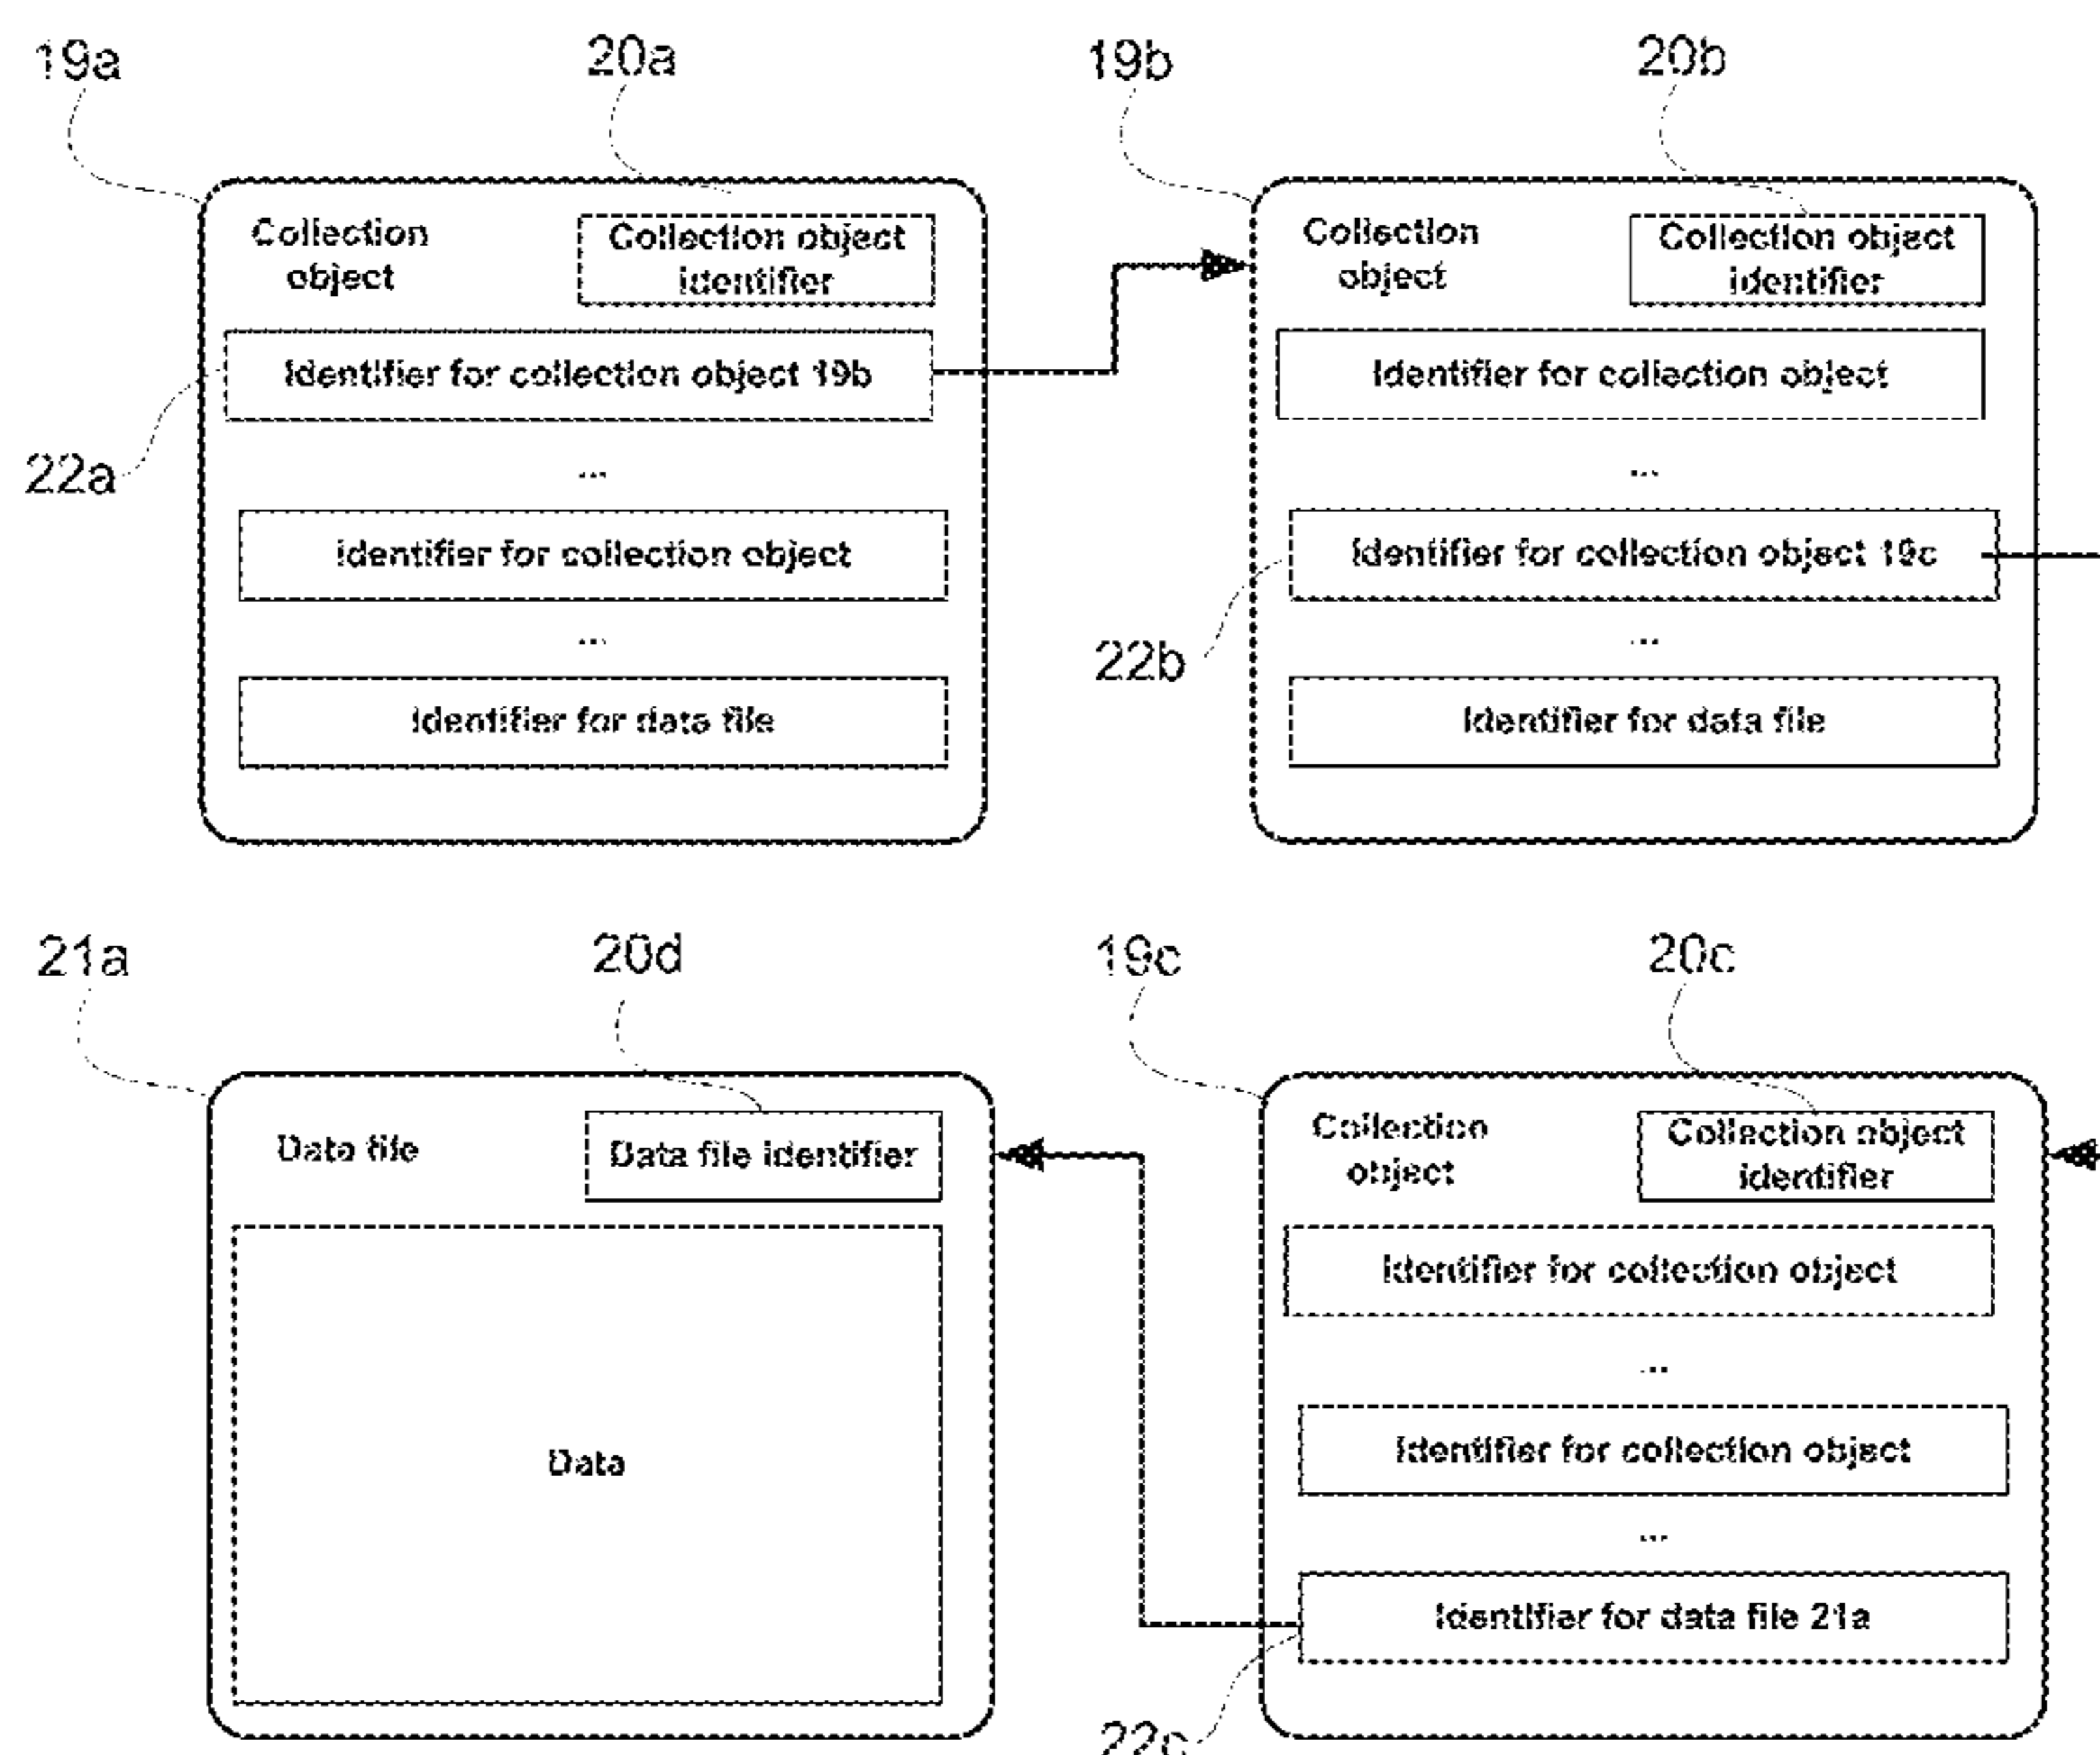 19a
20a
19b
20b
Collection
object
Collection object
identifier
Identifier for collection object 19b
22a
...
Identifier for collection object
...
Identifier for data file
Collection
object
Collection object
identifier
Identifier for collection object
...
Identifier for collection object 19c
22b
...
Identifier for data file
21a
20d
19c
20c
Data file
Data file identifier
Data
Collection
object
Collection object
identifier
Identifier for collection object
...
Identifier for collection object
...
Identifier for data file 21a
22c